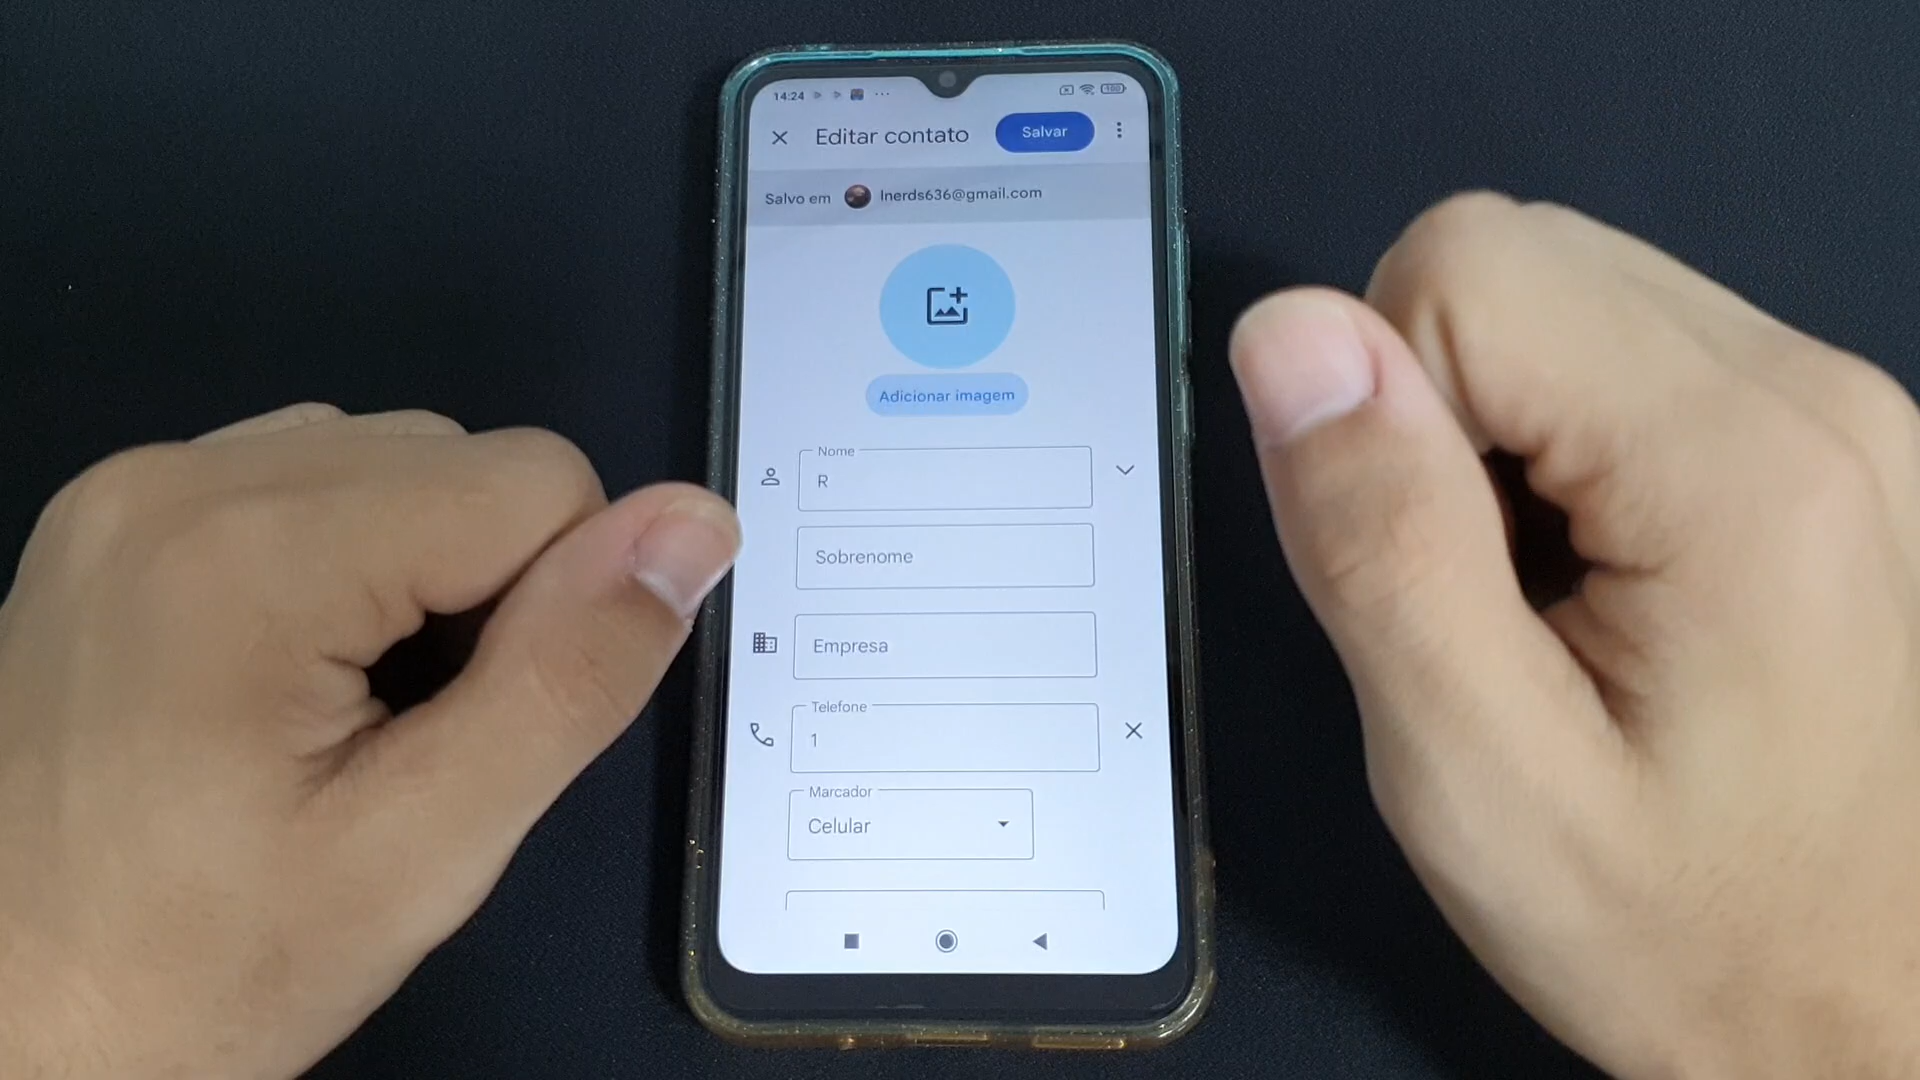 14:24 100
Editar contato Salvar
Salvo em lnerds636@gmail.com
Adicionar imagem
Nome
R
Sobrenome
Empresa
Telefone
1
Marcador
Celular